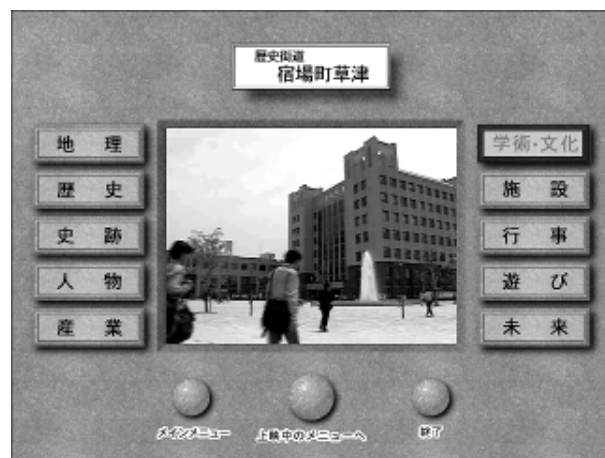 歴史街道
宿場町草津
地 理
歴 史
史 跡
人 物
産 業
学術・文化
施 設
行 事
遊 び
未 来
メインメニュー
上映中のメニューへ
終了